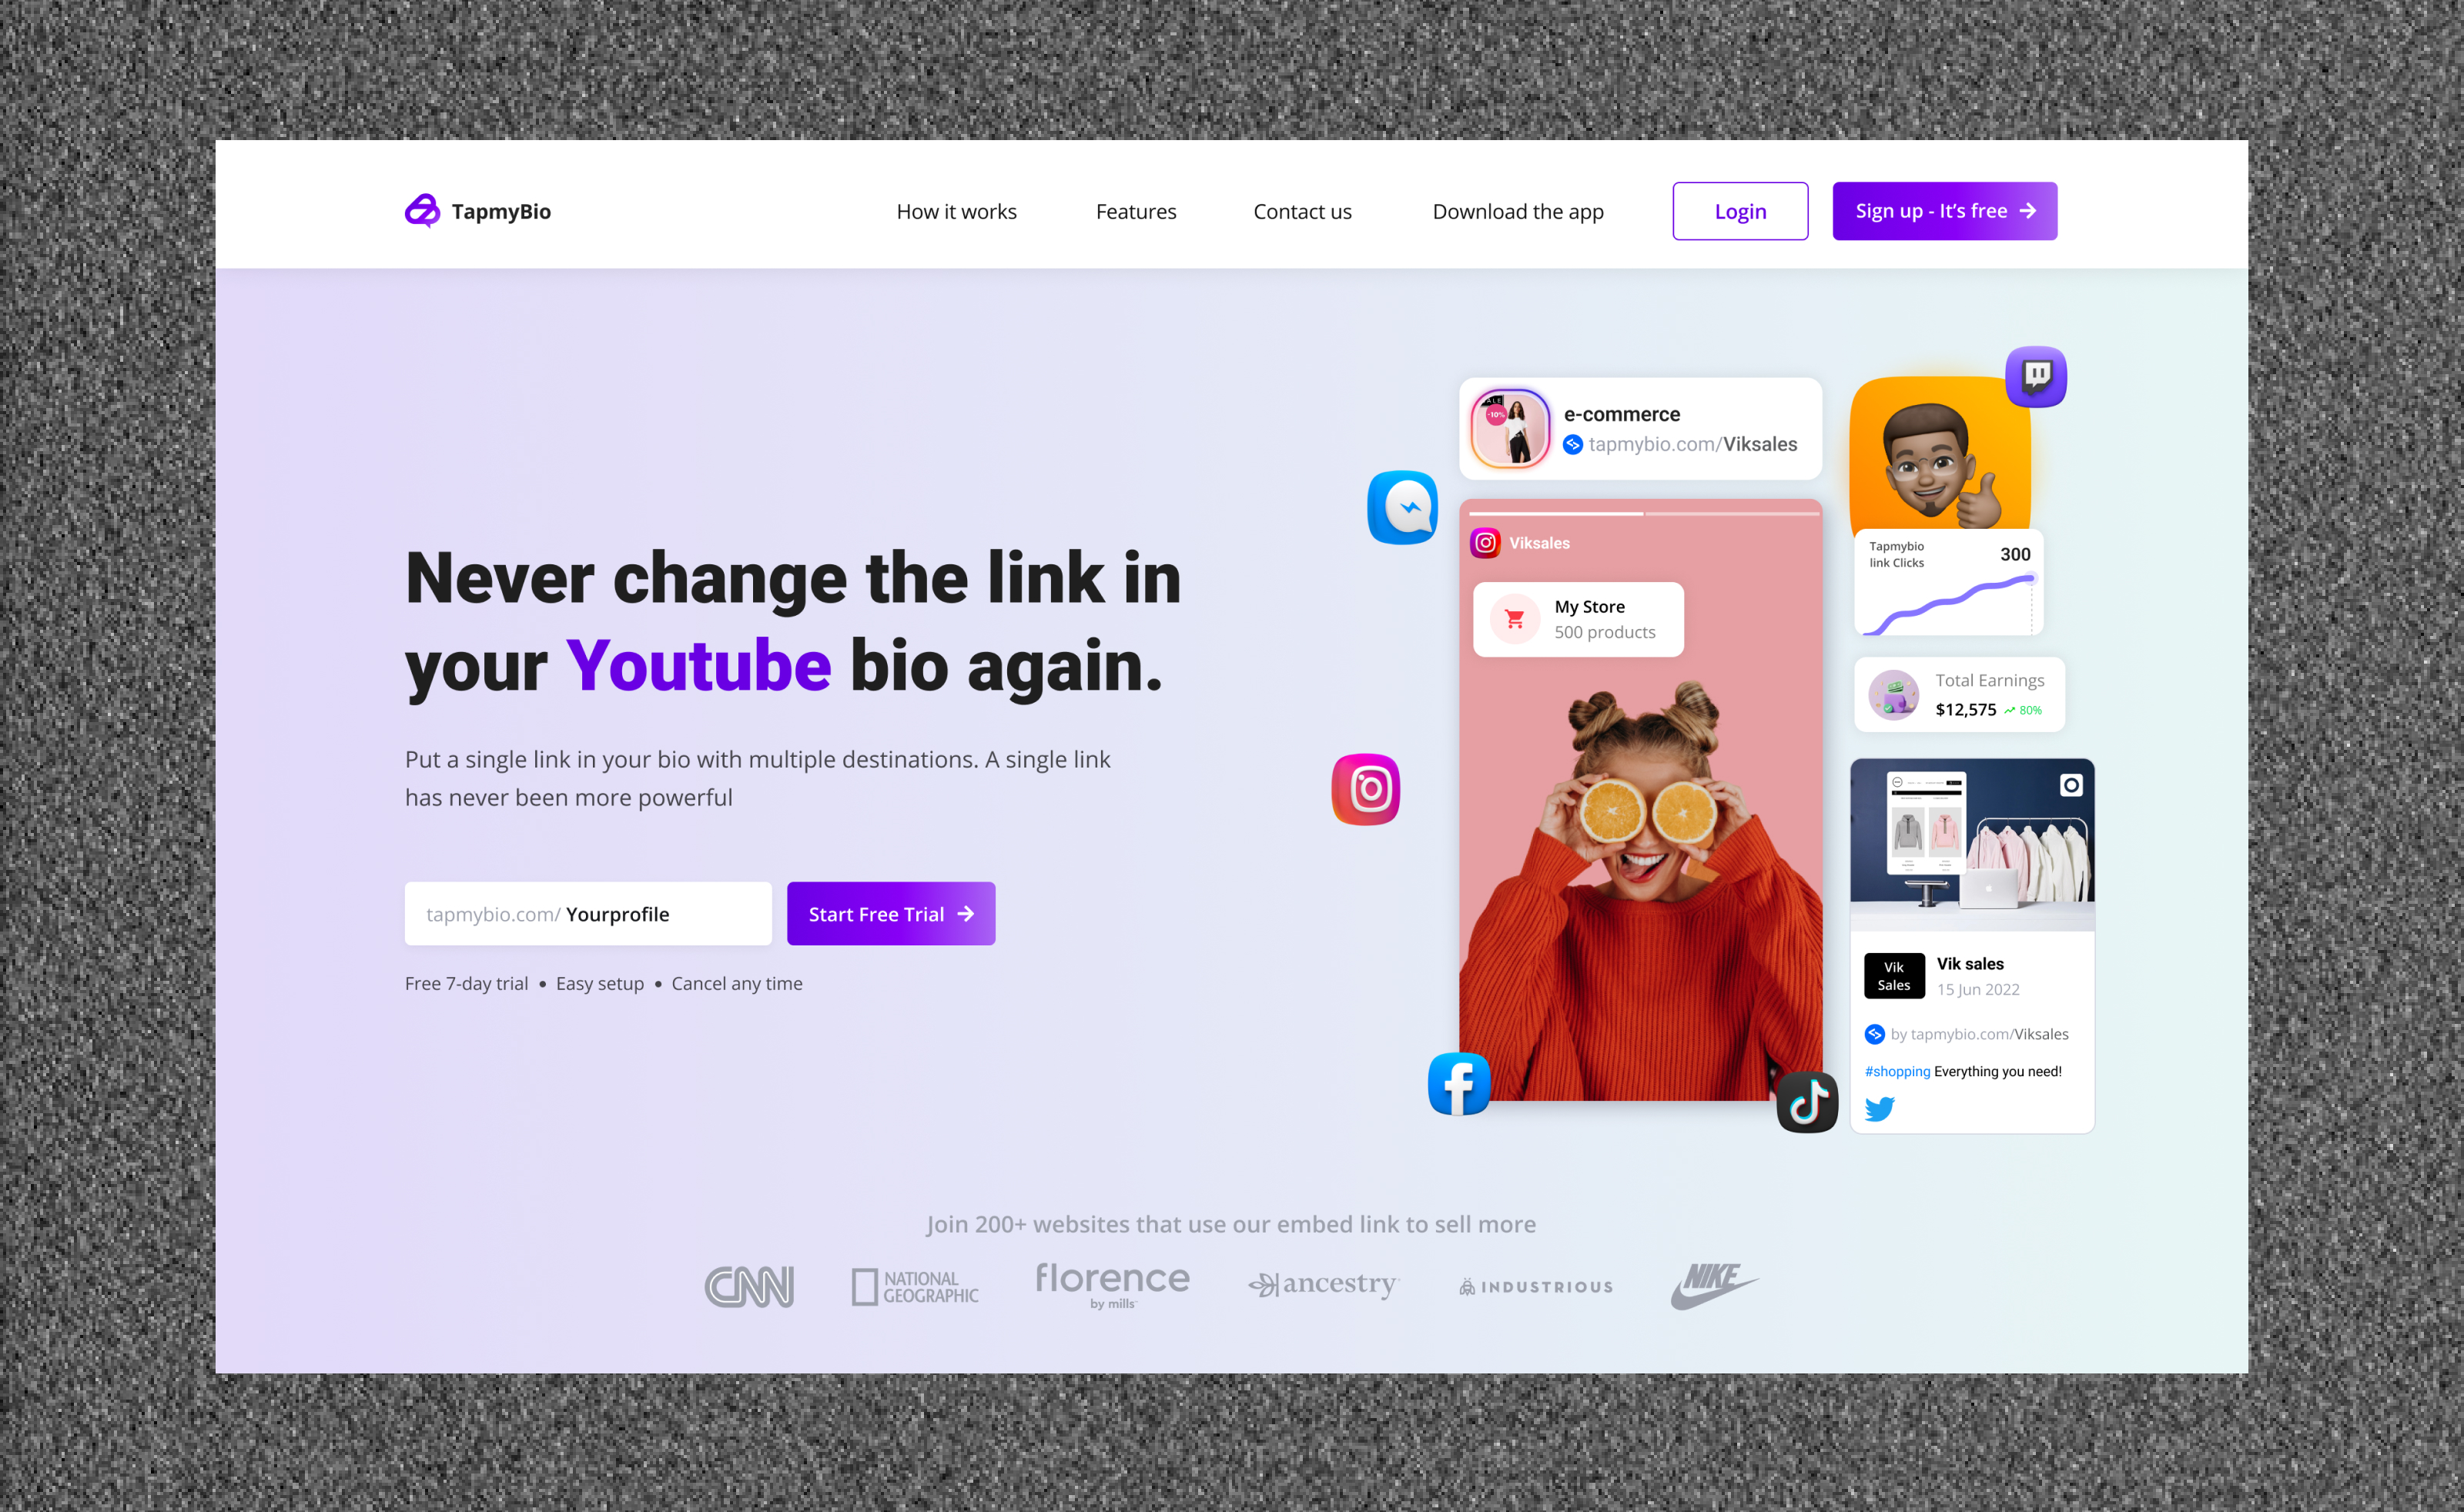 TapmyBio
How it works
Features
Contact us
Download the app
Login
Sign up - It's free
Never change the link in
your Youtube bio again.
Put a single link in your bio with multiple destinations. A single link
has never been more powerful
tapmybio.com/ Yourprofile
Start Free Trial
Free 7-day trial • Easy setup • Cancel any time
-10%
e-commerce
tapmybio.com/Viksales
Viksales
My Store
500 products
Tapmybio
link Clicks
300
Total Earnings
$12,575
80%
Vik
Sales
Vik sales
15 Jun 2022
by tapmybio.com/Viksales
#shopping Everything you need!
Join 200+ websites that use our embed link to sell more
CNN
NATIONAL
GEOGRAPHIC
florence
by mills
ancestry
INDUSTRIOUS
NIKE